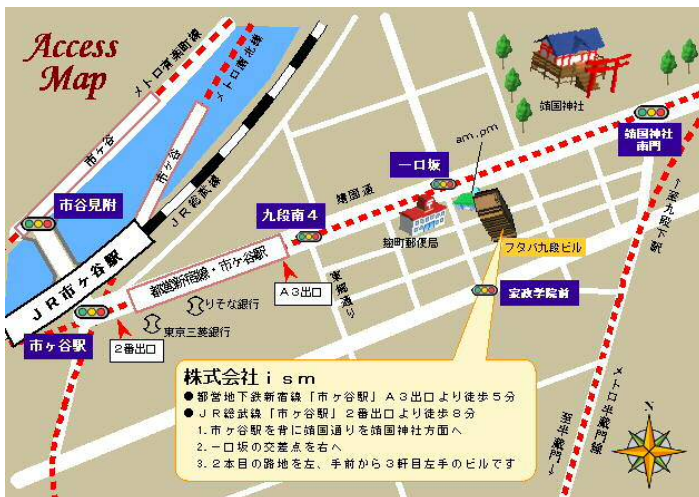 Access
Map
メトロ有楽町線
メトロ南北線
市ヶ谷
市ヶ谷
JR総武線
市谷見附
JR市ヶ谷駅
市ヶ谷駅
都営新宿線・市ヶ谷駅
2番出口
A3出口
りそな銀行
東京三菱銀行
九段南4
靖国通
一口坂
am.pm
麹町郵便局
靖国神社
靖国神社
南門
フタバ九段ビル
家政学院前
↑至九段下駅
メトロ半蔵門線
至半蔵門↓
N
株式会社ism
●都営地下鉄新宿線「市ヶ谷駅」A3出口より徒歩5分
●JR総武線「市ヶ谷駅」2番出口より徒歩8分
1.市ヶ谷駅を背に靖国通りを靖国神社方面へ
2.一口坂の交差点を右へ
3.2本目の路地を左、手前から3軒目左手のビルです